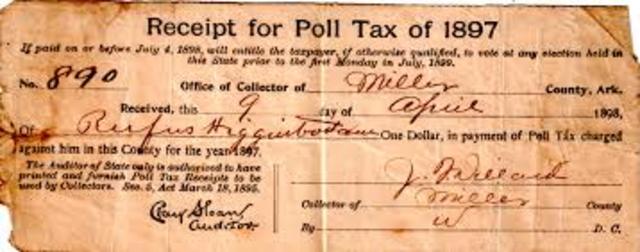 Receipt for Poll Tax of 1897
If paid on or before July 4, 1898, will entitle the taxpayer, if otherwise qualified, to vote at any election held in
this State prior to the first Monday in July, 1899.
No. 890 Office of Collector of Miller County, Ark.
Received, this 9 day of April 1898,
Of Rufus Higginbotham One Dollar, in payment of Poll Tax charged
against him in this County for the year 1897.
The Auditor of State only is authorized to have
printed and furnish Poll Tax Receipts to be
used by Collectors. Sec. 5, Act March 18, 1895.
Clay Sloan
Auditor.
J. Willard
Collector of Miller County
By W D. C.